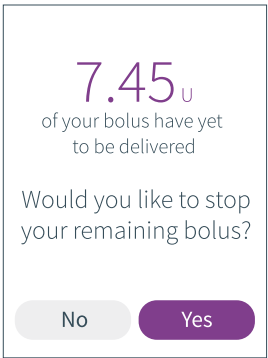 7.45 U
of your bolus have yet
to be delivered
Would you like to stop
your remaining bolus?
No Yes